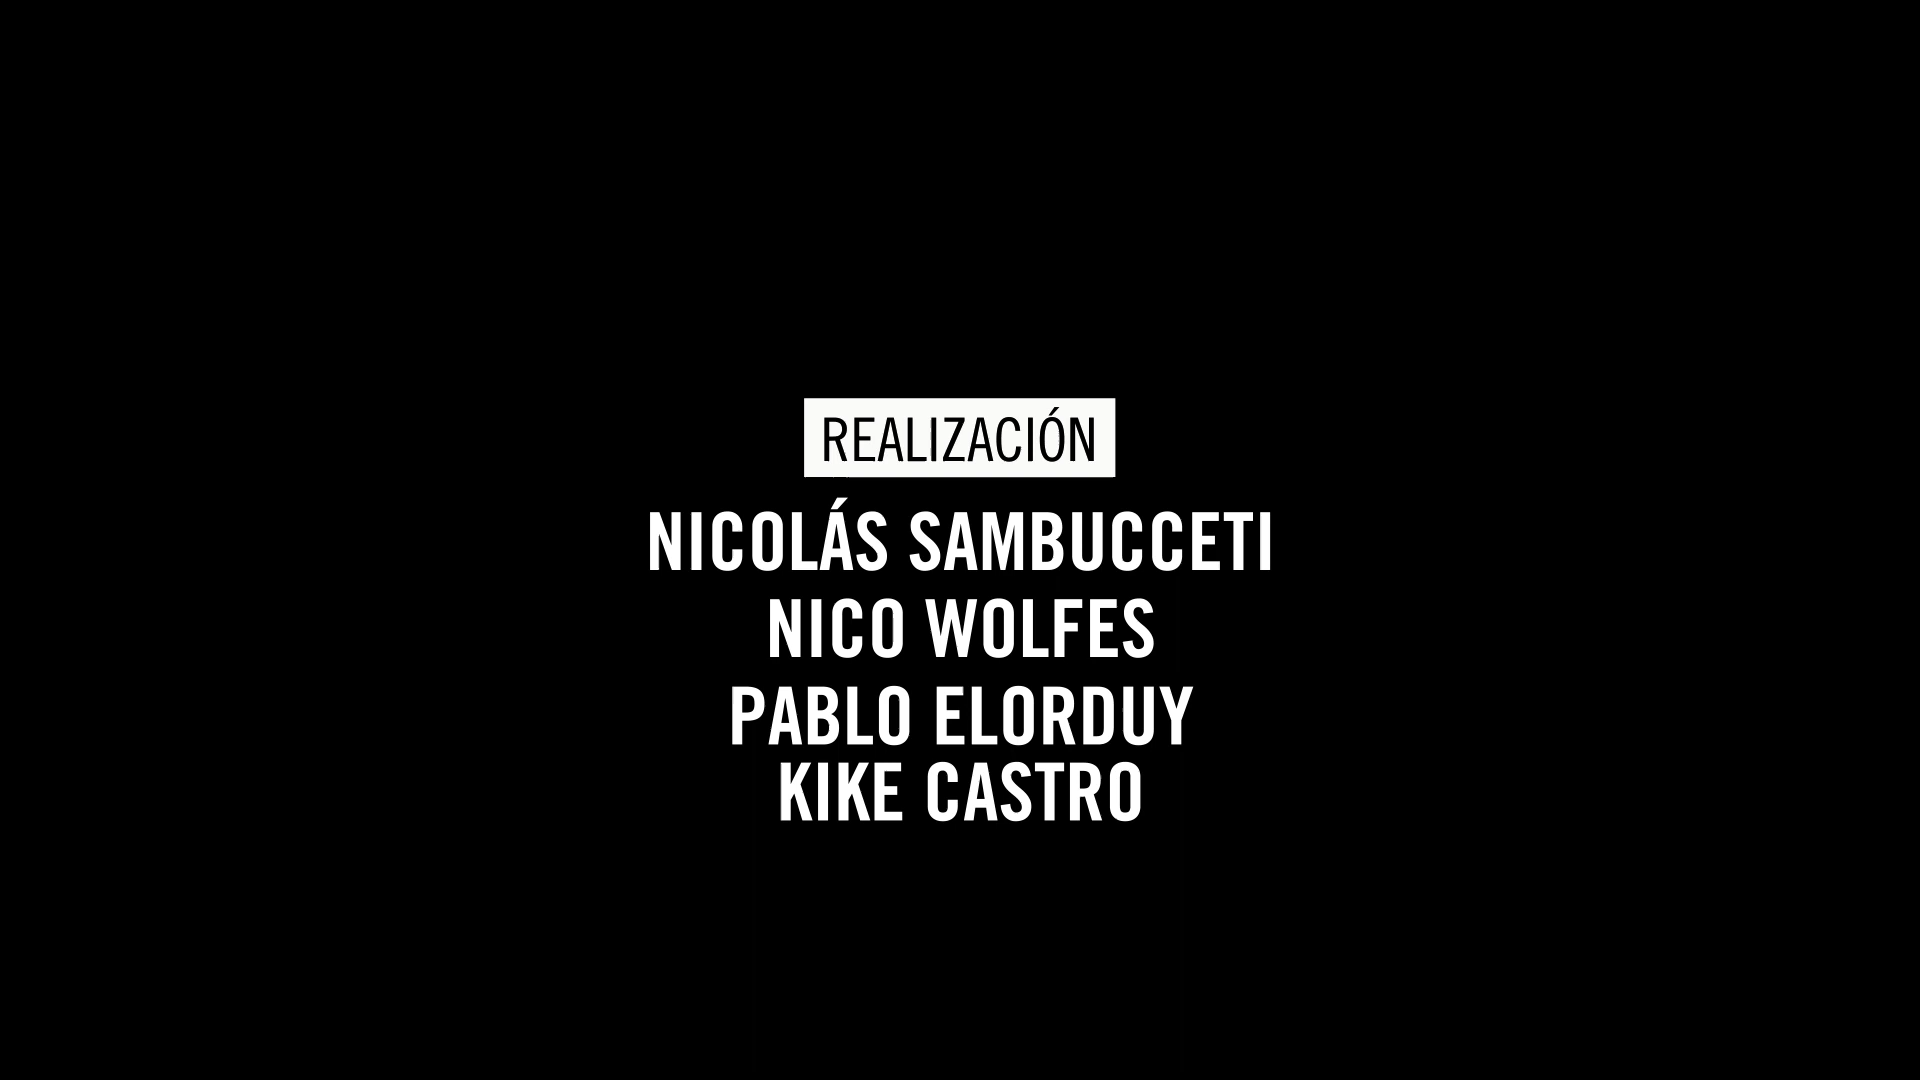 REALIZACIÓN
NICOLÁS SAMBUCCETI
NICO WOLFES
PABLO ELORDUY
KIKE CASTRO